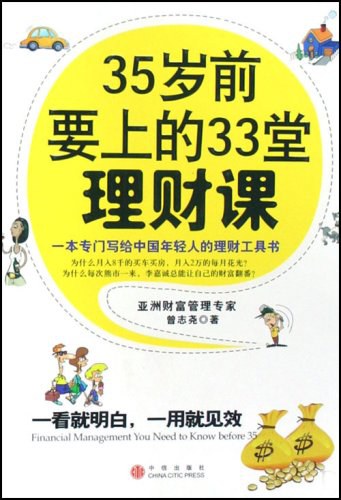 35岁前
要上的33堂
理财课
一本专门写给中国年轻人的理财工具书
为什么月入8千的买车买房,月入2万的每月花光?
为什么每次熊市一来,李嘉诚总能让自己的财富翻番?
亚洲财富管理专家
曾志尧◎著
一看就明白,一用就见效
Financial Management You Need to Know before 35
中信出版社
CHINA CITIC PRESS